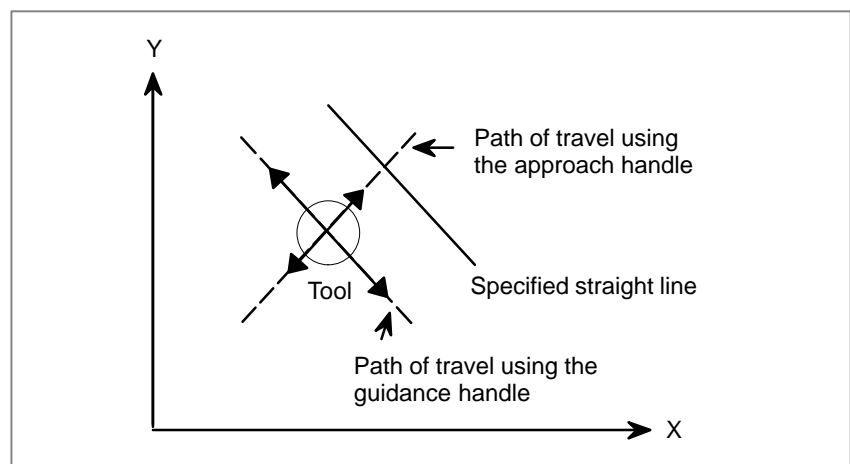 Y
Path of travel using
the approach handle
Tool
Specified straight line
Path of travel using the
guidance handle
X